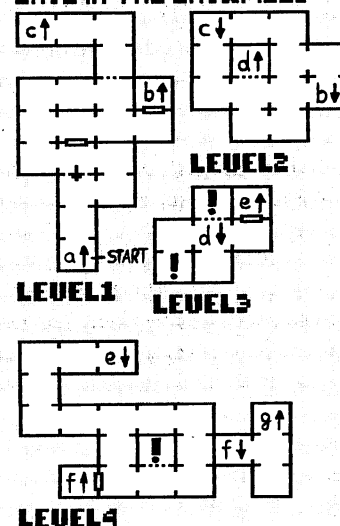 c↑
b↑
a↑ START
LEVEL1
c↓
d↑
b↓
LEVEL2
! e↑
d↓
!
LEVEL3
e↓
g↑
!
f↓
f↑
LEVEL4